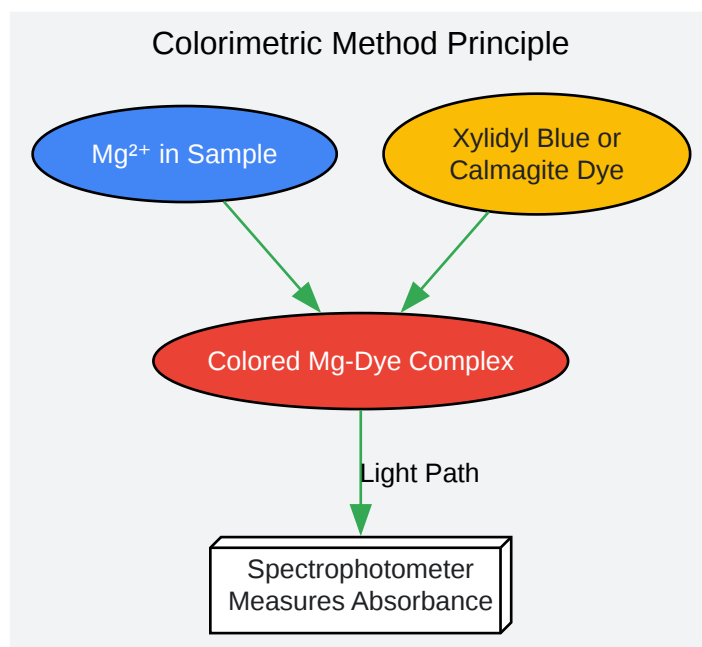 Colorimetric Method Principle
Mg²⁺ in Sample
Xylidyl Blue or
Calmagite Dye
Colored Mg-Dye Complex
Light Path
Spectrophotometer
Measures Absorbance